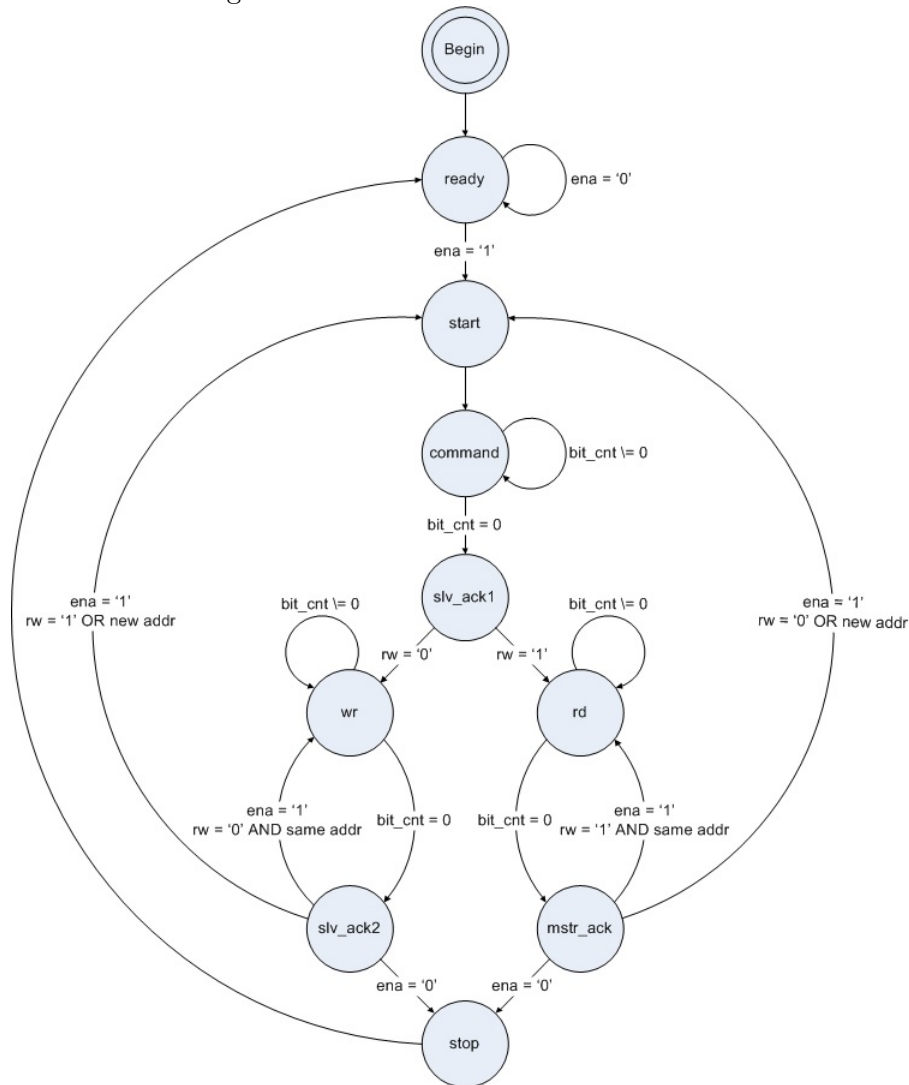 Begin
ready
ena = ‘0’
ena = ‘1’
start
command
bit_cnt \= 0
bit_cnt = 0
slv_ack1
ena = ‘1’
rw = ‘1’ OR new addr
bit_cnt \= 0
bit_cnt \= 0
ena = ‘1’
rw = ‘0’ OR new addr
rw = ‘0’
rw = ‘1’
wr
rd
ena = ‘1’
rw = ‘0’ AND same addr
bit_cnt = 0
bit_cnt = 0
ena = ‘1’
rw = ‘1’ AND same addr
slv_ack2
mstr_ack
ena = ‘0’
ena = ‘0’
stop